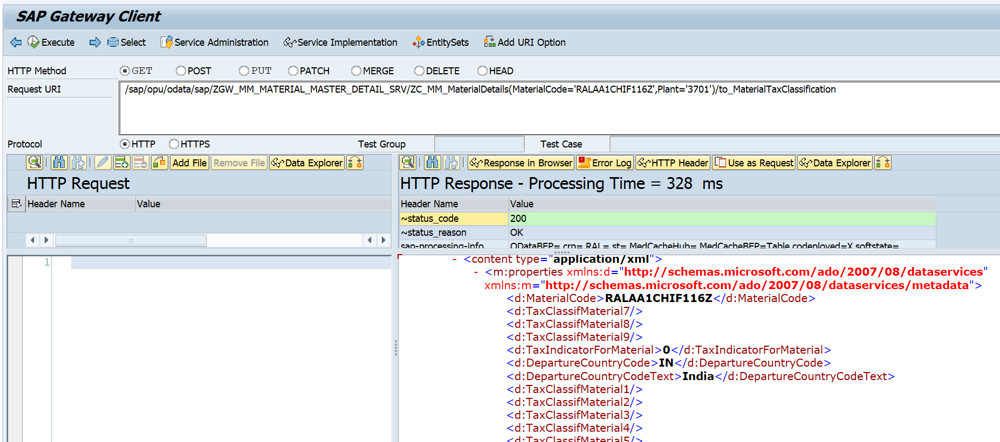 SAP Gateway Client
Execute Select Service Administration Service Implementation EntitySets Add URI Option
HTTP Method GET POST PUT PATCH MERGE DELETE HEAD
Request URI /sap/opu/odata/sap/ZGW_MM_MATERIAL_MASTER_DETAIL_SRV/ZC_MM_MaterialDetails(MaterialCode='RALAA1CHIF116Z',Plant='3701')/to_MaterialTaxClassification
Protocol HTTP HTTPS Test Group Test Case
Add File Remove File Data Explorer
HTTP Request
Header Name Value
1
Response in Browser Error Log HTTP Header Use as Request Data Explorer
HTTP Response - Processing Time = 328 ms
Header Name Value
~status_code 200
~status_reason OK
sap-processing-info ODataBEP= crp= RAL= st= MedCacheHub= MedCacheBEP=Table codeployed=X softstate=
- <content type="application/xml">
- <m:properties xmlns:d="http://schemas.microsoft.com/ado/2007/08/dataservices"
xmlns:m="http://schemas.microsoft.com/ado/2007/08/dataservices/metadata">
<d:MaterialCode>RALAA1CHIF116Z</d:MaterialCode>
<d:TaxClassifMaterial7/>
<d:TaxClassifMaterial8/>
<d:TaxClassifMaterial9/>
<d:TaxIndicatorForMaterial>0</d:TaxIndicatorForMaterial>
<d:DepartureCountryCode>IN</d:DepartureCountryCode>
<d:DepartureCountryCodeText>India</d:DepartureCountryCodeText>
<d:TaxClassifMaterial1/>
<d:TaxClassifMaterial2/>
<d:TaxClassifMaterial3/>
<d:TaxClassifMaterial4/>
<d:TaxClassifMaterial5/>